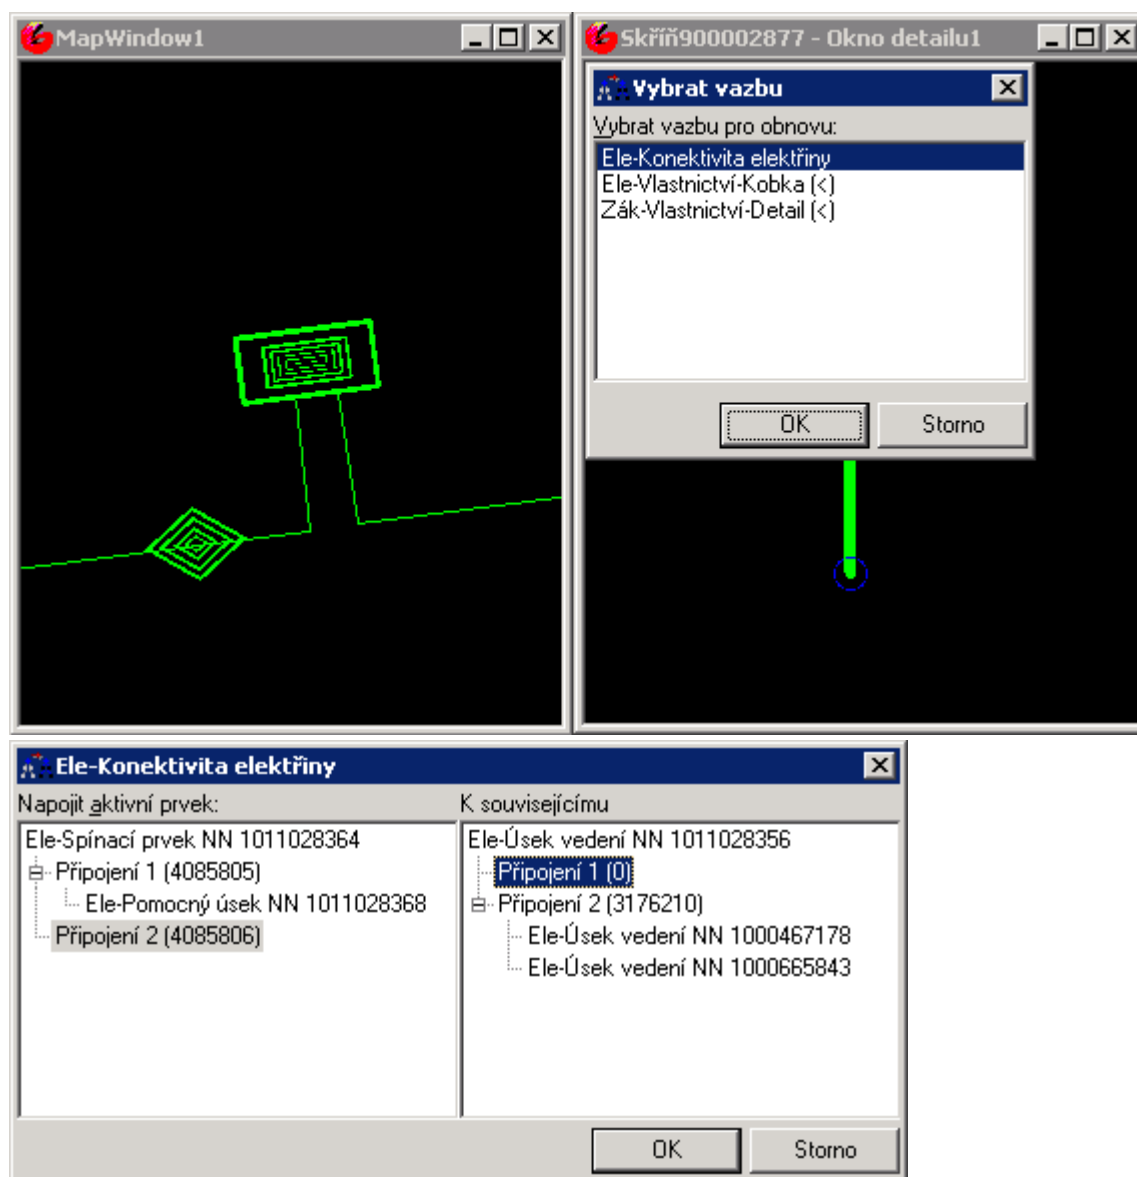 MapWindow1
Skříň900002877 - Okno detailu1
Vybrat vazbu
Vybrat vazbu pro obnovu:
Ele-Konektivita elektřiny
Ele-Vlastnictví-Kobka (<)
Zák-Vlastnictví-Detail (<)
OK
Storno
Ele-Konektivita elektřiny
Napojit aktivní prvek:
Ele-Spínací prvek NN 1011028364
Připojení 1 (4085805)
Ele-Pomocný úsek NN 1011028368
Připojení 2 (4085806)
K souvisejícímu
Ele-Úsek vedení NN 1011028356
Připojení 1 (0)
Připojení 2 (3176210)
Ele-Úsek vedení NN 1000467178
Ele-Úsek vedení NN 1000665843
OK
Storno